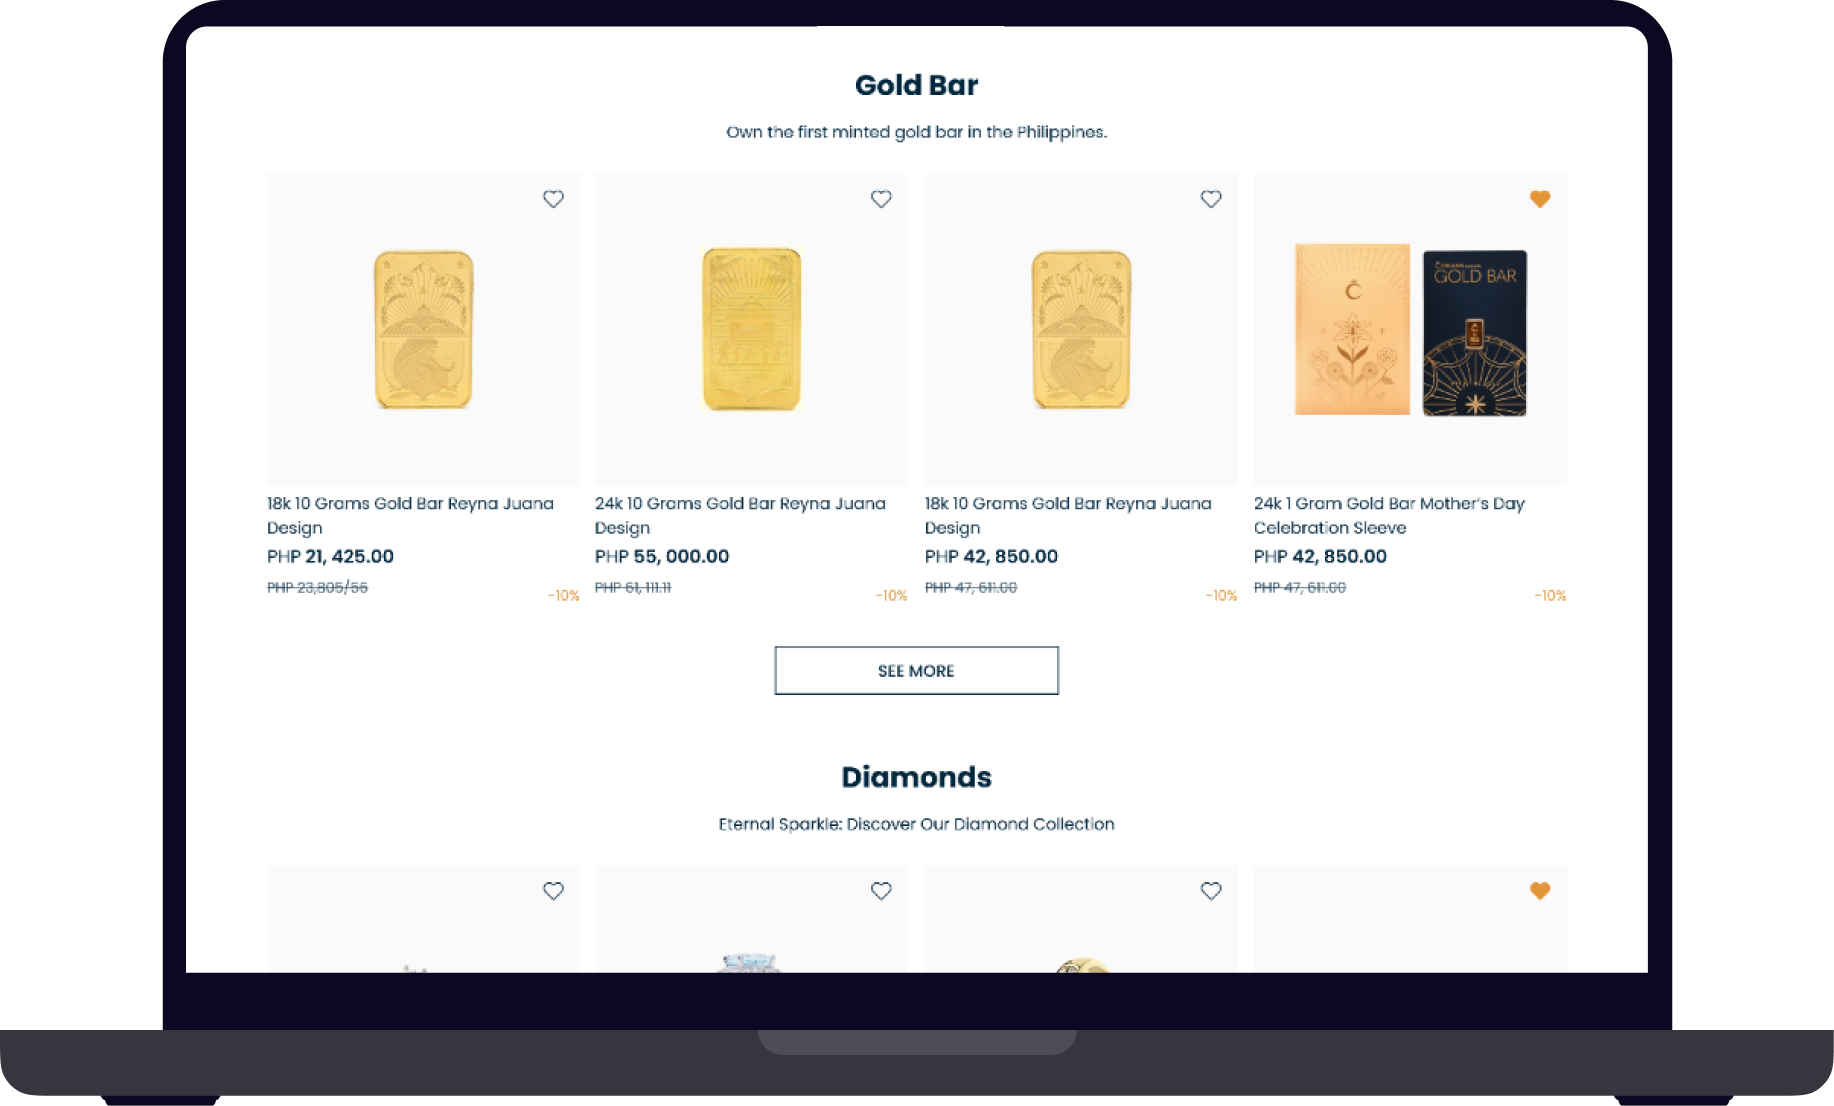 Gold Bar
Own the first minted gold bar in the Philippines.
GOLD BAR
18k 10 Grams Gold Bar Reyna Juana
Design
PHP 21, 425.00
PHP 23,805/55
-10%
24k 10 Grams Gold Bar Reyna Juana
Design
PHP 55, 000.00
PHP 61, 111.11
-10%
18k 10 Grams Gold Bar Reyna Juana
Design
PHP 42, 850.00
PHP 47, 611.00
-10%
24k 1 Gram Gold Bar Mother's Day
Celebration Sleeve
PHP 42, 850.00
PHP 47, 611.00
-10%
SEE MORE
Diamonds
Eternal Sparkle: Discover Our Diamond Collection